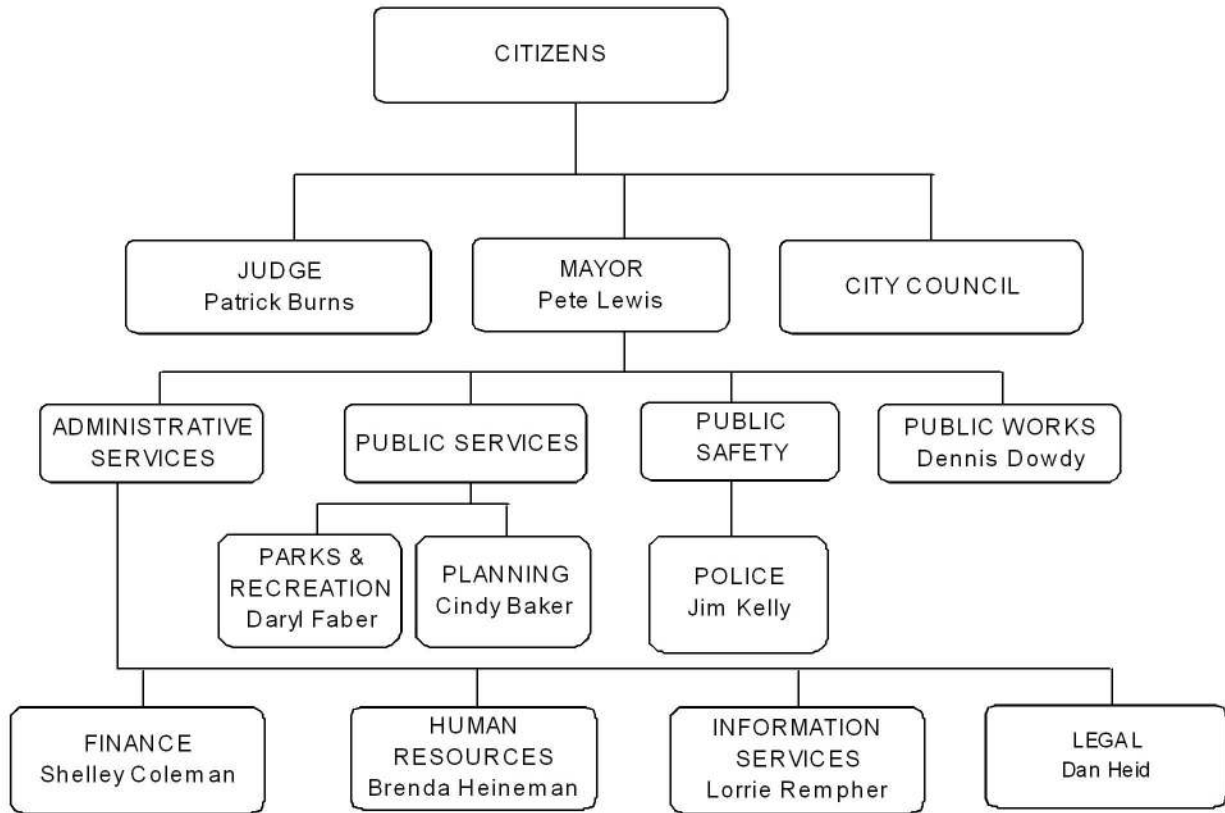 CITIZENS
JUDGE
Patrick Burns
MAYOR
Pete Lewis
CITY COUNCIL
ADMINISTRATIVE
SERVICES
PUBLIC SERVICES
PUBLIC
SAFETY
PUBLIC WORKS
Dennis Dowdy
PARKS &
RECREATION
Daryl Faber
PLANNING
Cindy Baker
POLICE
Jim Kelly
FINANCE
Shelley Coleman
HUMAN
RESOURCES
Brenda Heineman
INFORMATION
SERVICES
Lorrie Rempher
LEGAL
Dan Heid